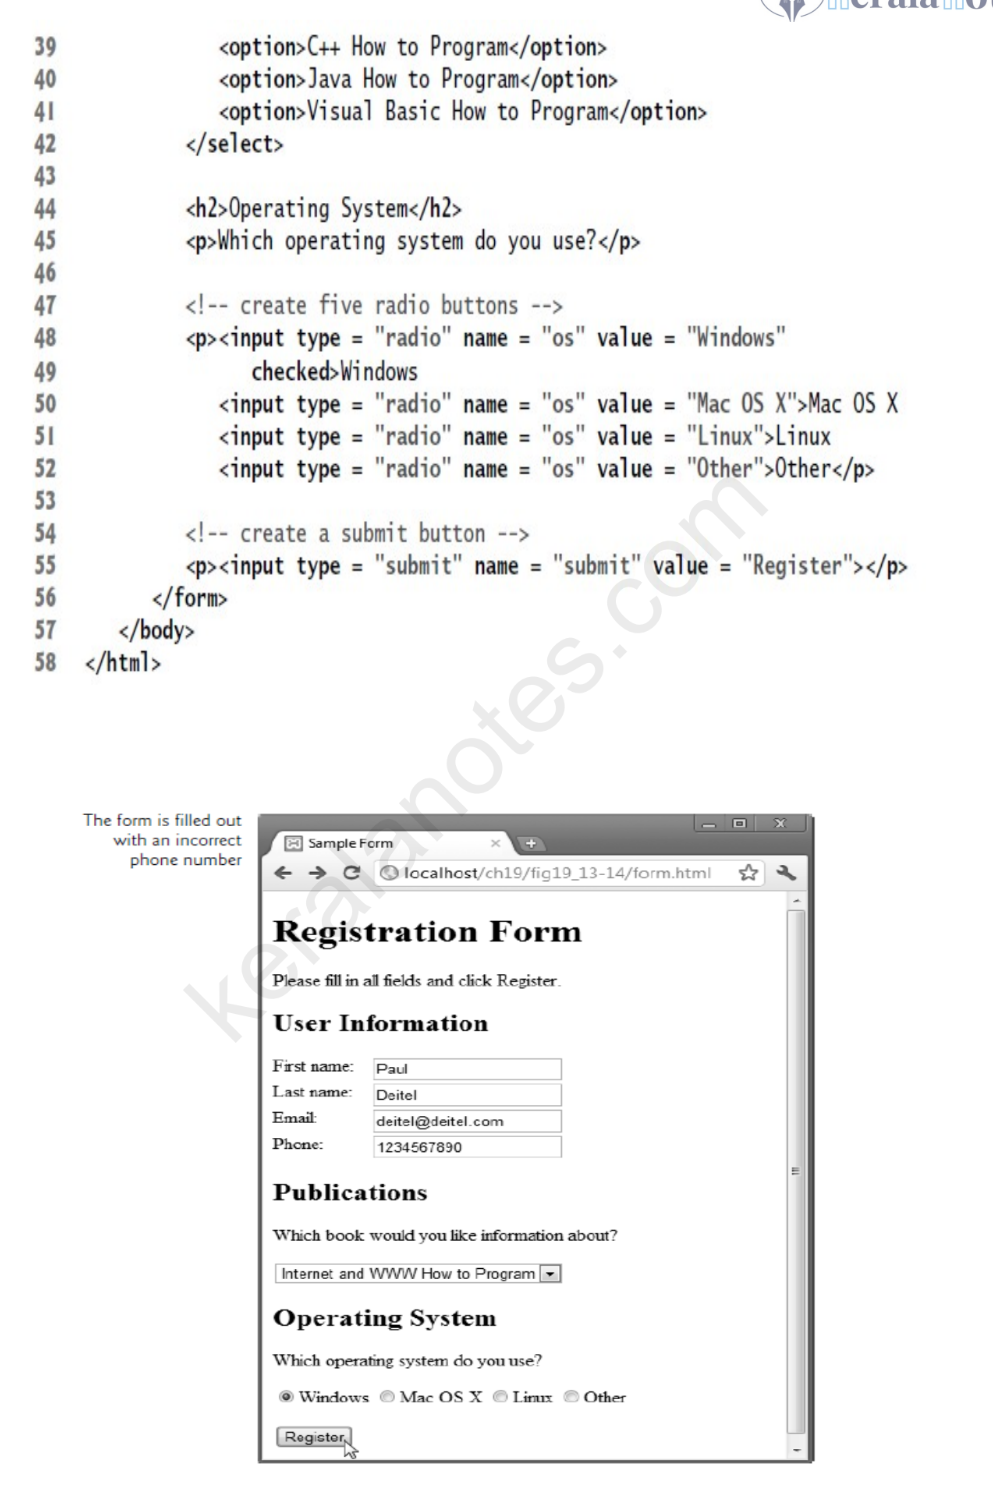 39 <option>C++ How to Program</option>
40 <option>Java How to Program</option>
41 <option>Visual Basic How to Program</option>
42 </select>
43
44 <h2>Operating System</h2>
45 <p>Which operating system do you use?</p>
46
47 <!-- create five radio buttons -->
48 <p><input type = "radio" name = "os" value = "Windows"
49 checked>Windows
50 <input type = "radio" name = "os" value = "Mac OS X">Mac OS X
51 <input type = "radio" name = "os" value = "Linux">Linux
52 <input type = "radio" name = "os" value = "Other">Other</p>
53
54 <!-- create a submit button -->
55 <p><input type = "submit" name = "submit" value = "Register"></p>
56 </form>
57 </body>
58 </html>
The form is filled out
with an incorrect
phone number
Sample Form
localhost/ch19/fig19_13-14/form.html
Registration Form
Please fill in all fields and click Register.
User Information
First name: Paul
Last name: Deitel
Email: deitel@deitel.com
Phone: 1234567890
Publications
Which book would you like information about?
Internet and WWW How to Program
Operating System
Which operating system do you use?
Windows Mac OS X Linux Other
Register
keralanotes.com